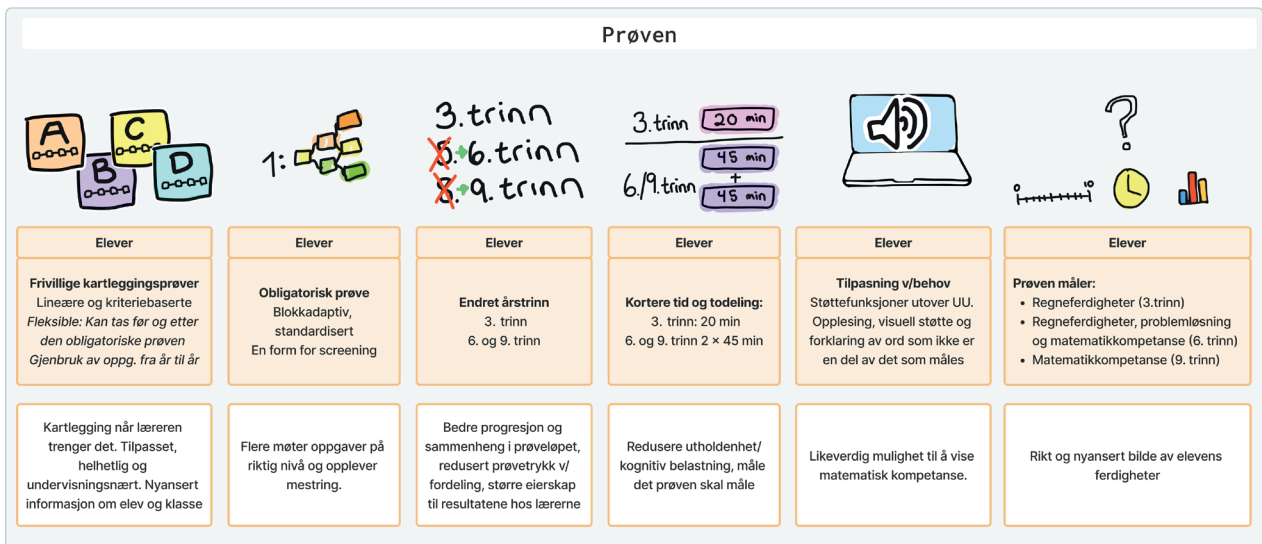 Prøven
A
B
C
D
1:
3. trinn
5. → 6. trinn
8. → 9. trinn
3. trinn 20 min
6./9. trinn 45 min
+
45 min
?
0 10
Elever
Frivillige kartleggingsprøver
Lineære og kriteriebaserte
Fleksible: Kan tas før og etter
den obligatoriske prøven
Gjenbruk av oppg. fra år til år
Kartlegging når læreren
trenger det. Tilpasset,
helhetlig og
undervisningsnært. Nyansert
informasjon om elev og klasse
Elever
Obligatorisk prøve
Blokkadaptiv,
standardisert
En form for screening
Flere møter oppgaver på
riktig nivå og opplever
mestring.
Elever
Endret årstrinn
3. trinn
6. og 9. trinn
Bedre progresjon og
sammenheng i prøveløpet,
redusert prøvetrykk v/
fordeling, større eierskap
til resultatene hos lærerne
Elever
Kortere tid og todeling:
3. trinn: 20 min
6. og 9. trinn 2 × 45 min
Redusere utholdenhet/
kognitiv belastning, måle
det prøven skal måle
Elever
Tilpasning v/behov
Støttefunksjoner utover UU.
Opplesing, visuell støtte og
forklaring av ord som ikke er
en del av det som måles
Likeverdig mulighet til å vise
matematisk kompetanse.
Elever
Prøven måler:
• Regneferdigheter (3.trinn)
• Regneferdigheter, problemløsning
og matematikkompetanse (6. trinn)
• Matematikkompetanse (9. trinn)
Rikt og nyansert bilde av elevens
ferdigheter